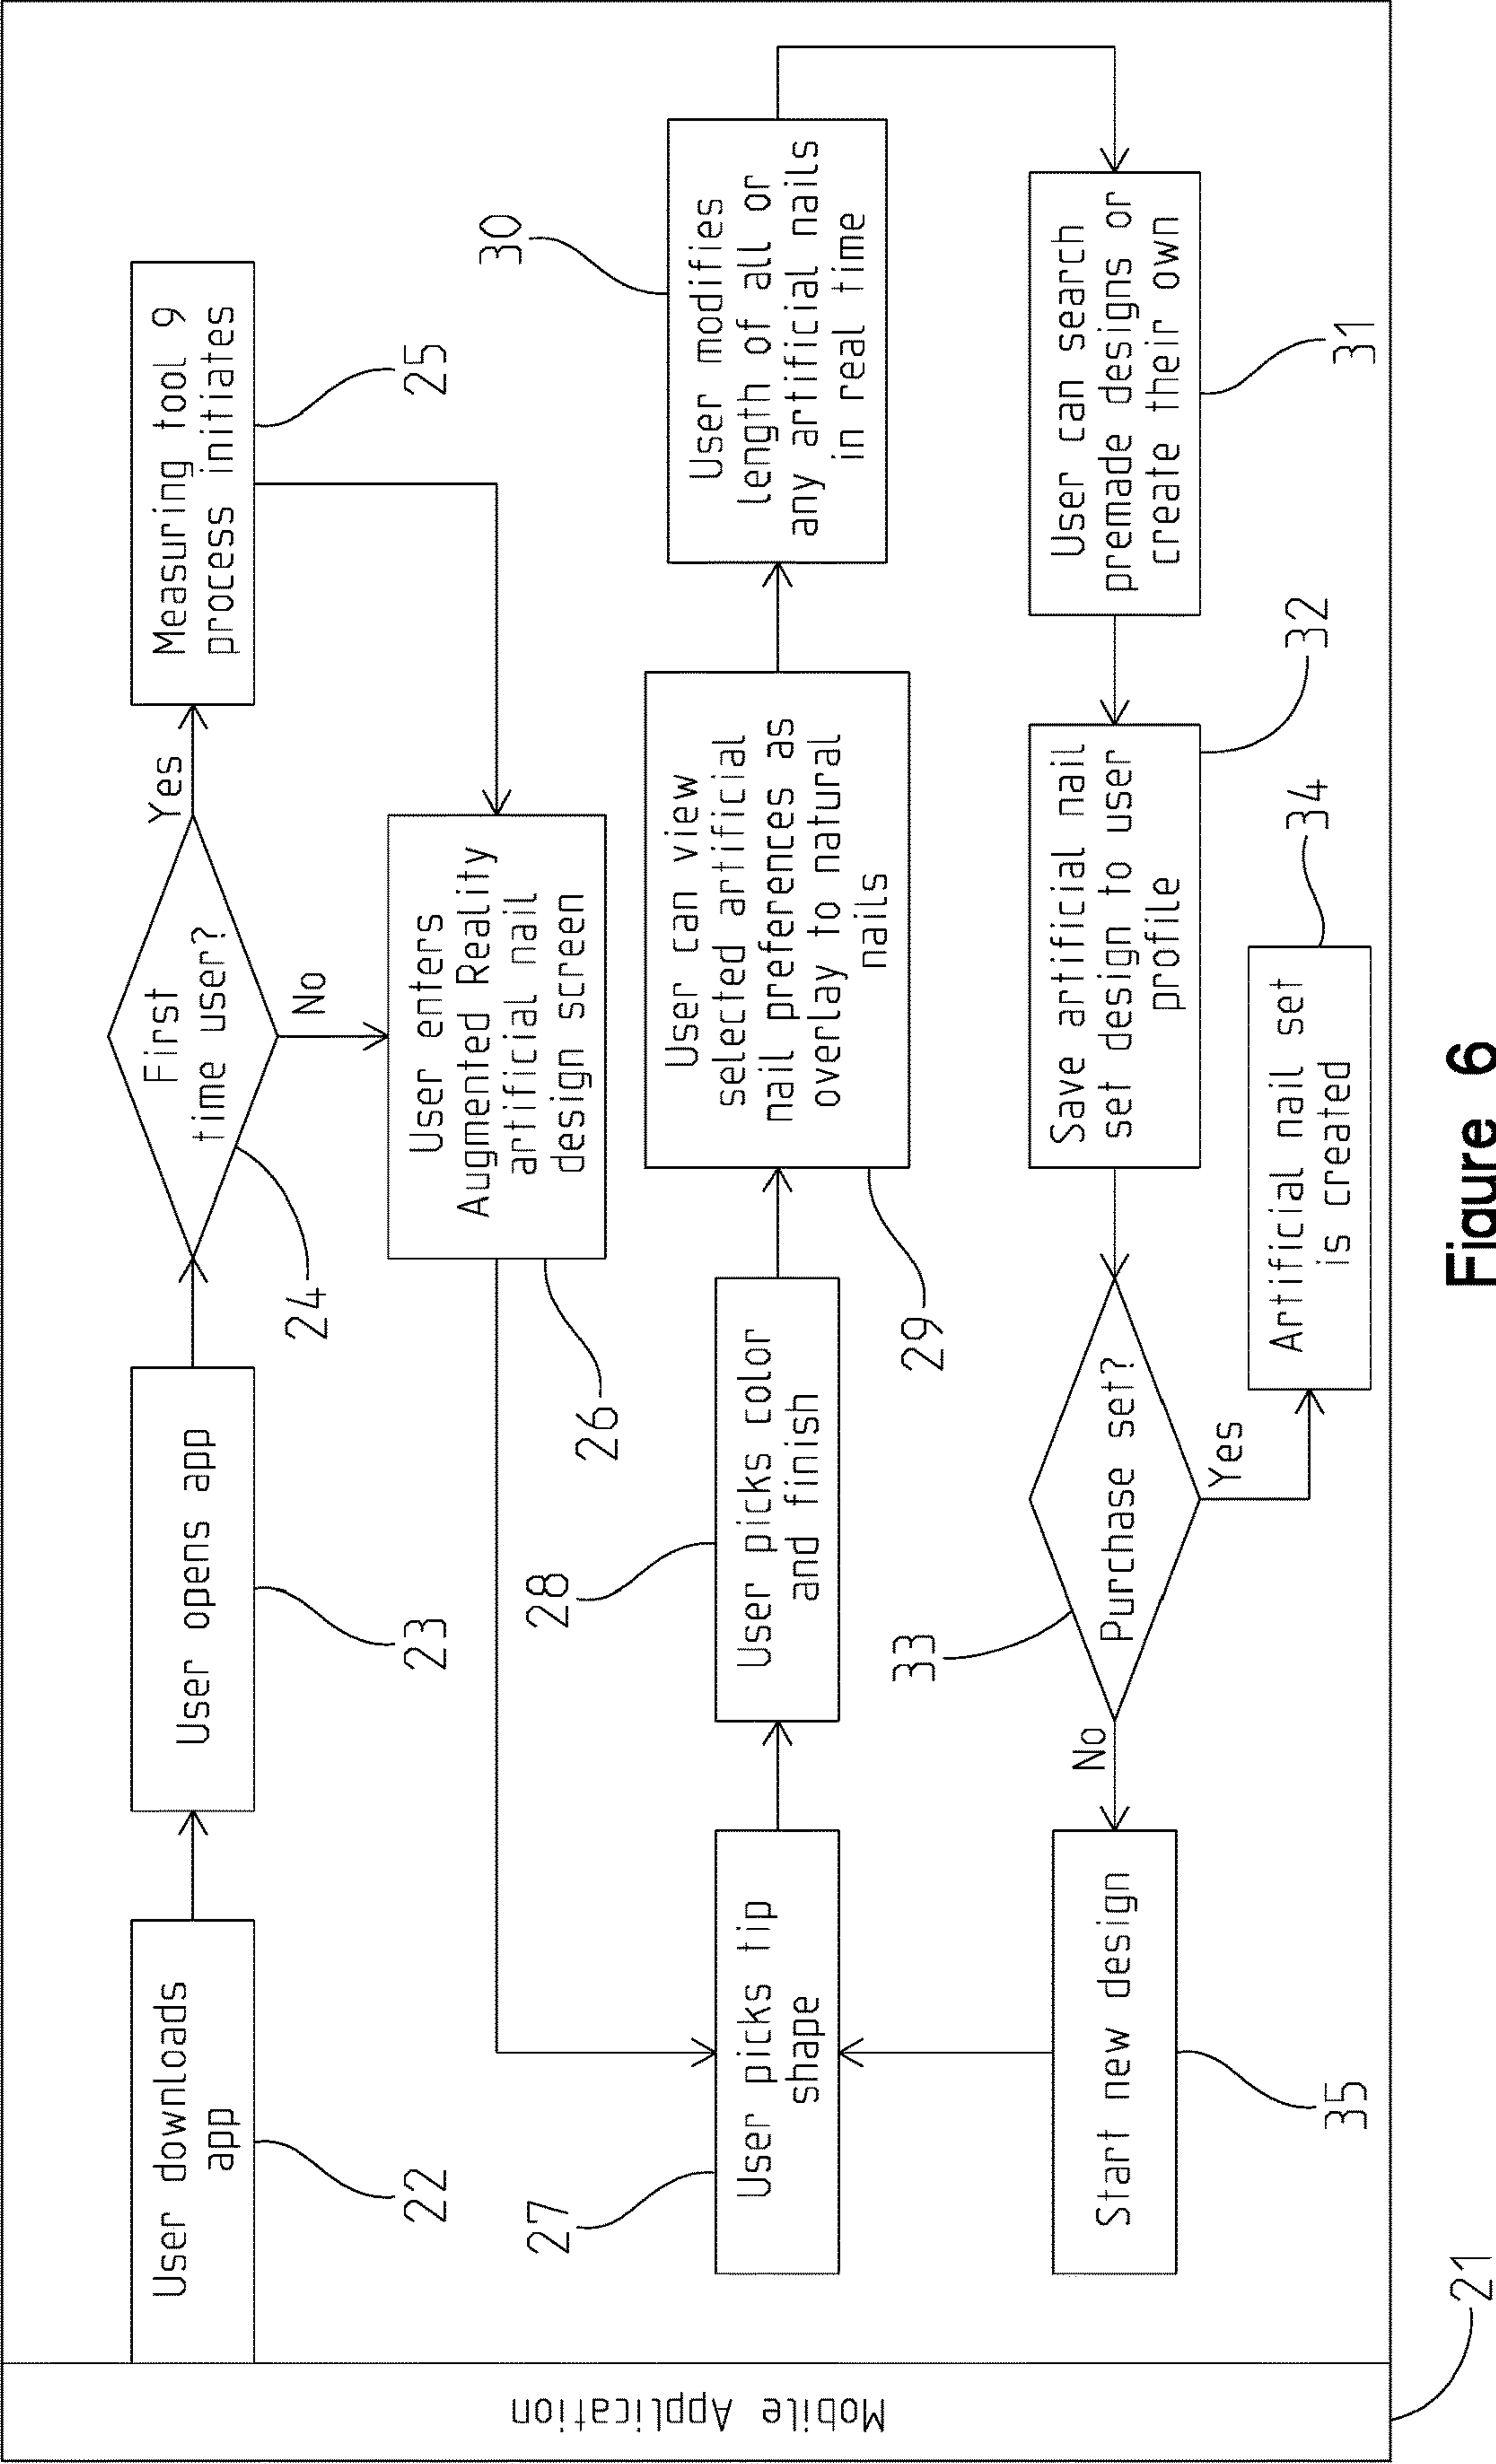 Mobile Application
21
User downloads
app
22
User opens app
23
First
time user?
24
Yes
No
Measuring tool 9
process initiates
25
User enters
Augmented Reality
artificial nail
design screen
26
User picks tip
shape
27
User picks color
and finish
28
User can view
selected artificial
nail preferences as
overlay to natural
nails
29
User modifies
length of all or
any artificial nails
in real time
30
User can search
premade designs or
create their own
31
Save artificial nail
set design to user
profile
32
Purchase set?
33
Yes
No
Artificial nail set
is created
34
Start new design
35
Figure 6